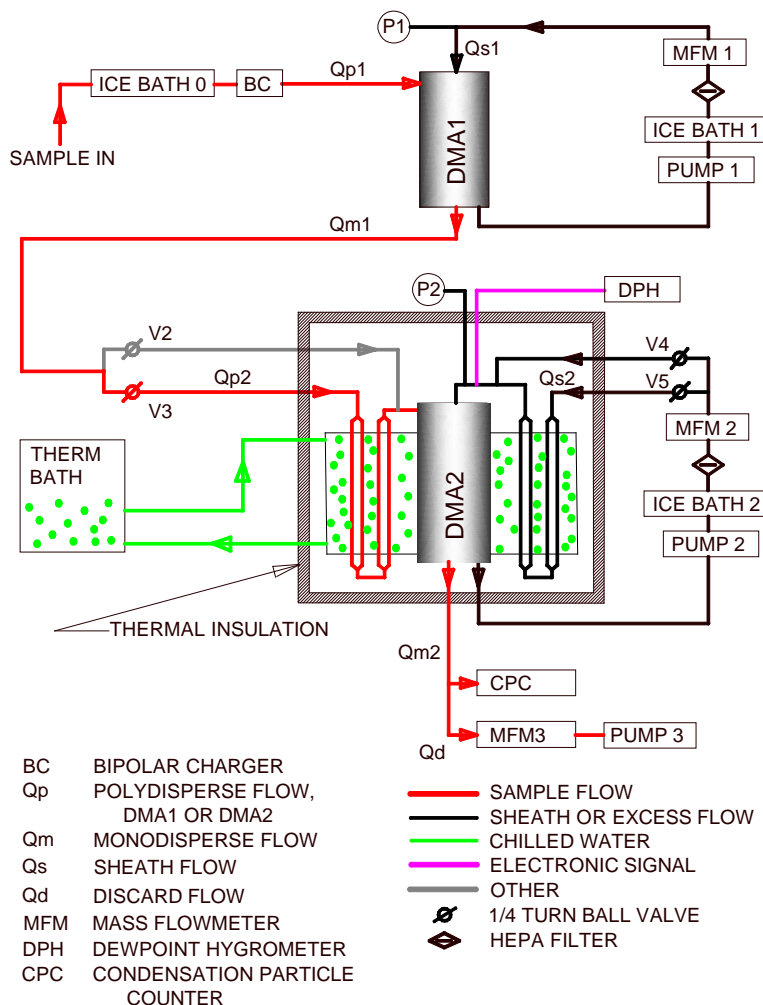 P1
Qs1
MFM 1
ICE BATH 0
BC
Qp1
ICE BATH 1
SAMPLE IN
DMA1
PUMP 1
Qm1
P2
DPH
V2
V4
Qp2
Qs2
V3
V5
MFM 2
THERM
BATH
DMA2
ICE BATH 2
PUMP 2
THERMAL INSULATION
Qm2
CPC
MFM3
PUMP 3
Qd
BC BIPOLAR CHARGER
Qp POLYDISPERSE FLOW,
DMA1 OR DMA2
Qm MONODISPERSE FLOW
Qs SHEATH FLOW
Qd DISCARD FLOW
MFM MASS FLOWMETER
DPH DEWPOINT HYGROMETER
CPC CONDENSATION PARTICLE
COUNTER
SAMPLE FLOW
SHEATH OR EXCESS FLOW
CHILLED WATER
ELECTRONIC SIGNAL
OTHER
1/4 TURN BALL VALVE
HEPA FILTER